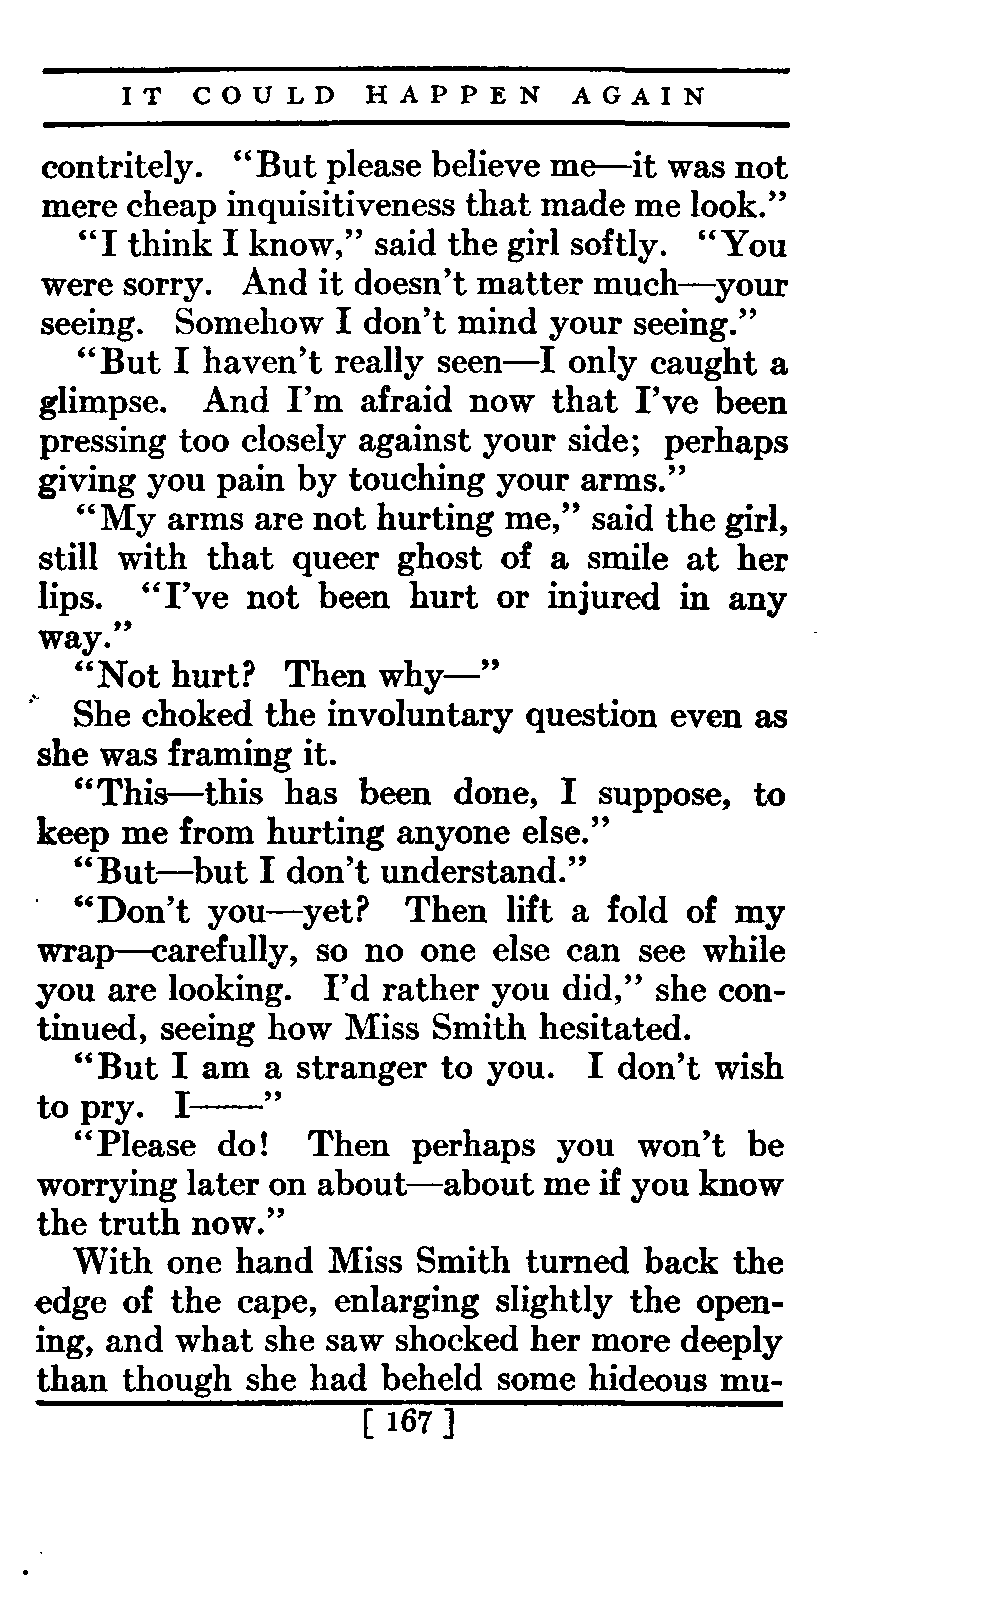 IT COULD HAPPEN AGAIN
contritely. “But please believe me—it was not
mere cheap inquisitiveness that made me look.”
“I think I know,” said the girl softly. “You
were sorry. And it doesn’t matter much—your
seeing. Somehow I don’t mind your seeing.”
“But I haven’t really seen—I only caught a
glimpse. And I’m afraid now that I’ve been
pressing too closely against your side; perhaps
giving you pain by touching your arms.”
“My arms are not hurting me,” said the girl,
still with that queer ghost of a smile at her
lips. “I’ve not been hurt or injured in any
way.”
“Not hurt? Then why—”
She choked the involuntary question even as
she was framing it.
“This—this has been done, I suppose, to
keep me from hurting anyone else.”
“But—but I don’t understand.”
“Don’t you—yet? Then lift a fold of my
wrap—carefully, so no one else can see while
you are looking. I’d rather you did,” she con-
tinued, seeing how Miss Smith hesitated.
“But I am a stranger to you. I don’t wish
to pry. I——”
“Please do! Then perhaps you won’t be
worrying later on about—about me if you know
the truth now.”
With one hand Miss Smith turned back the
edge of the cape, enlarging slightly the open-
ing, and what she saw shocked her more deeply
than though she had beheld some hideous mu-
[ 167 ]